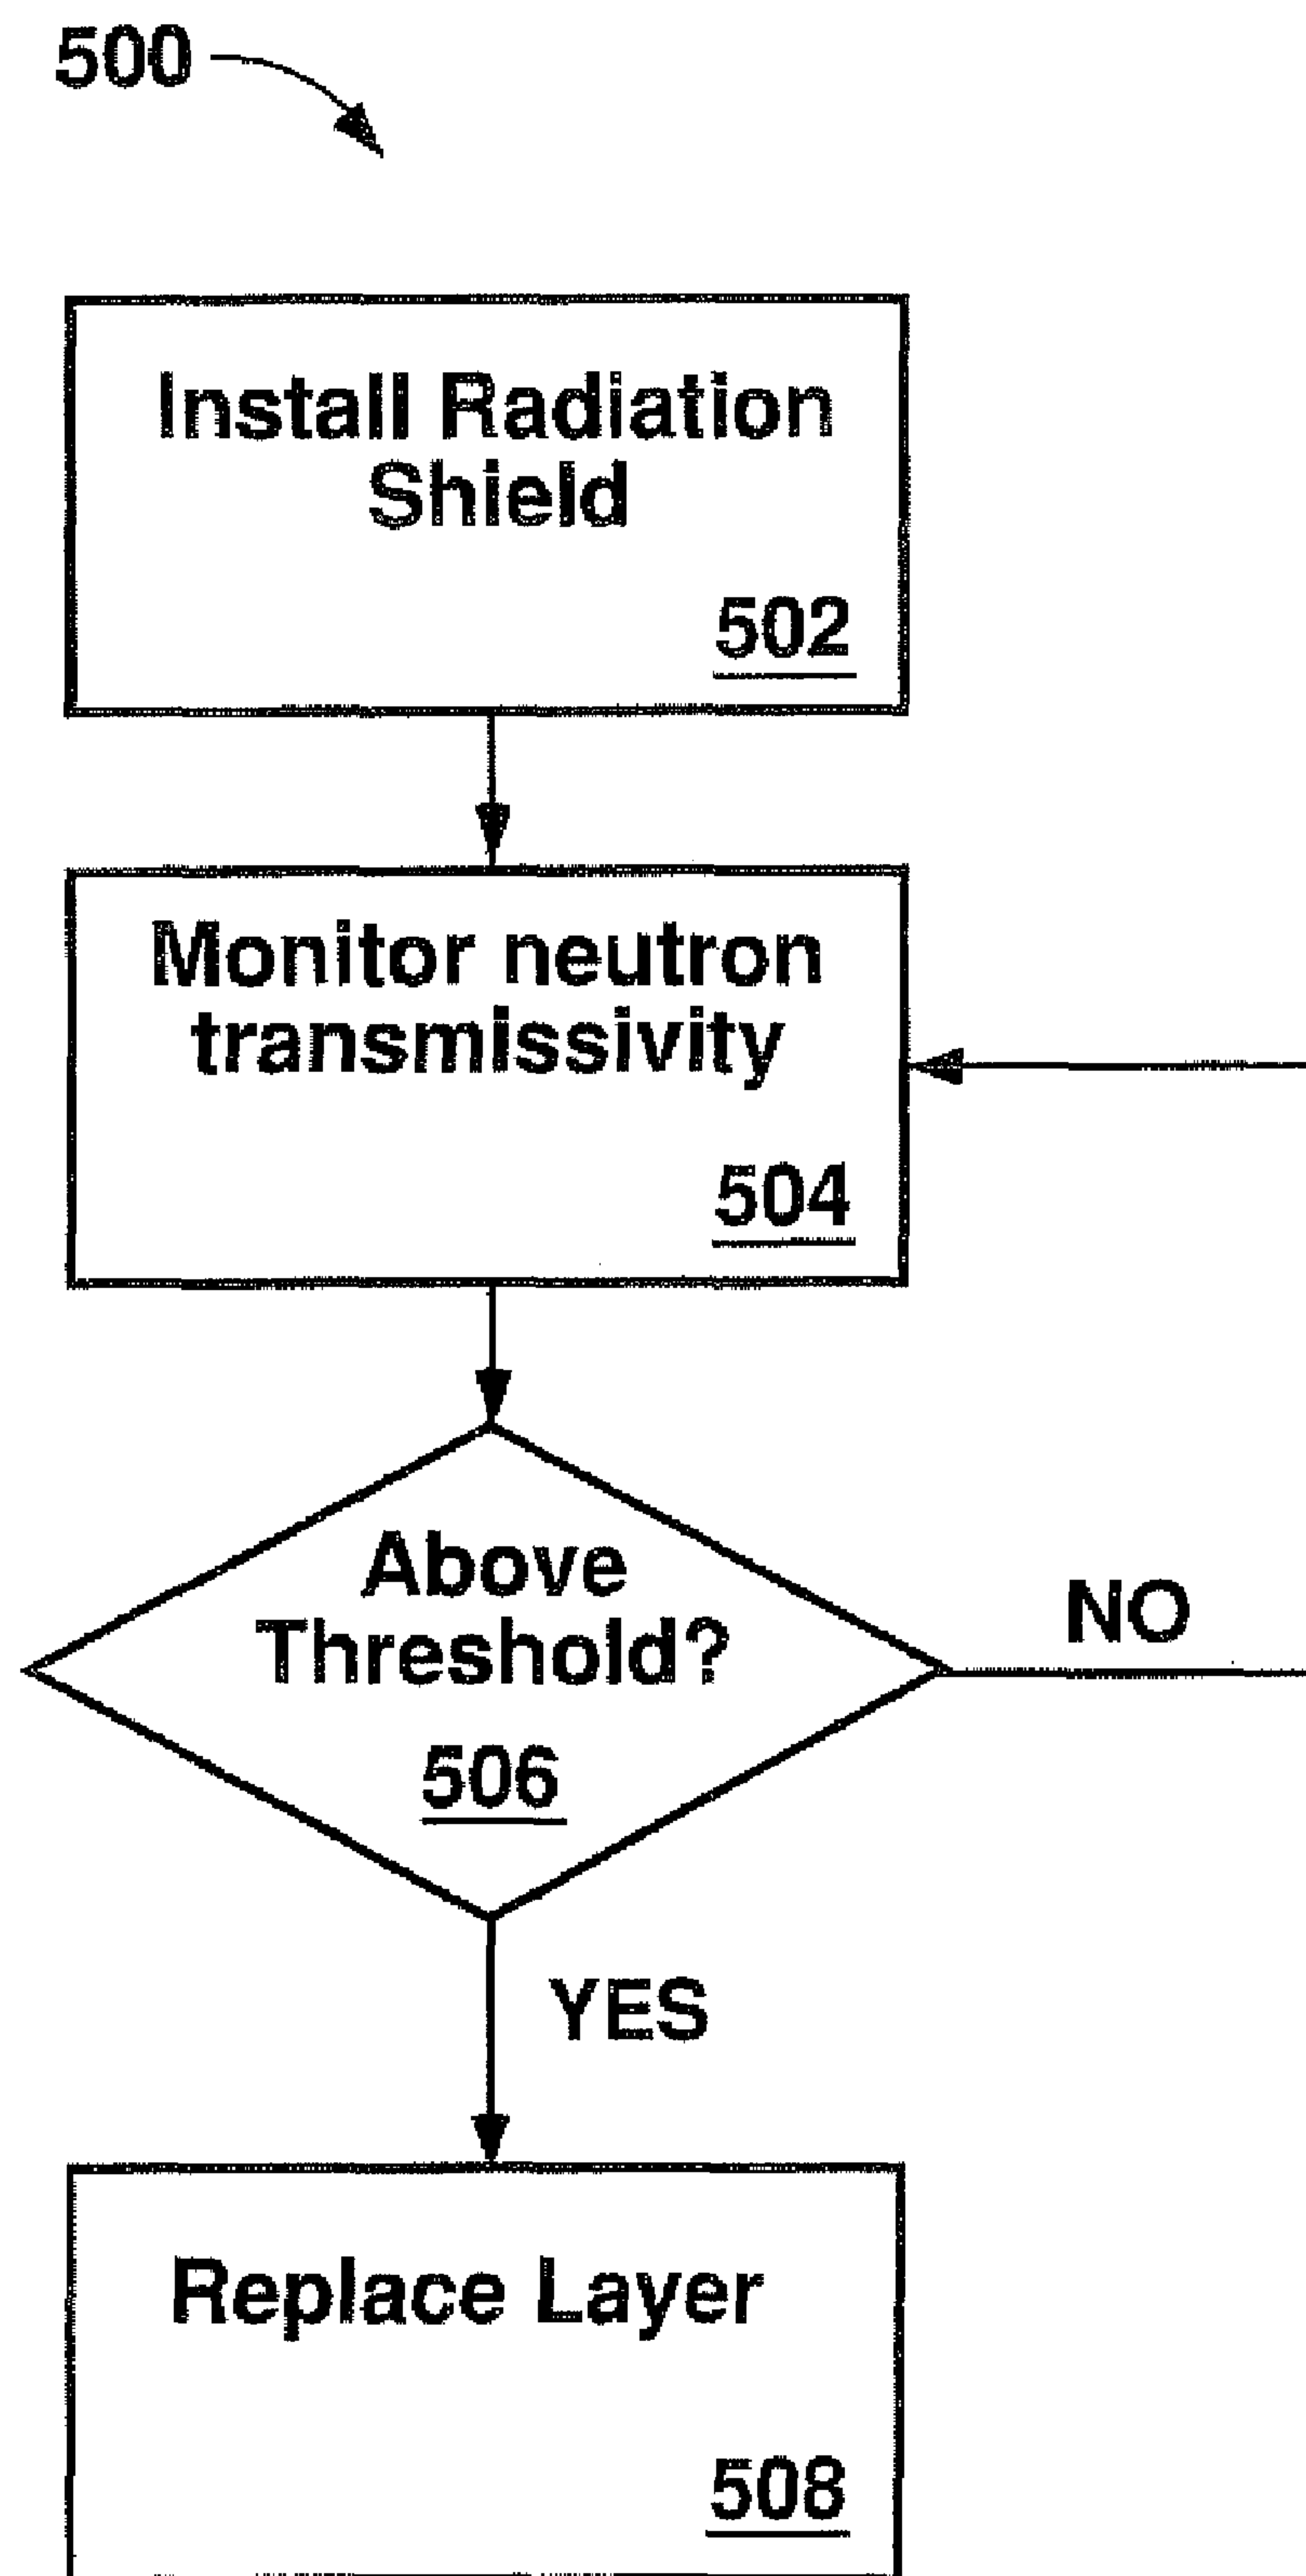 500
Install Radiation
Shield
502
Monitor neutron
transmissivity
504
Above
Threshold?
506
NO
YES
Replace Layer
508